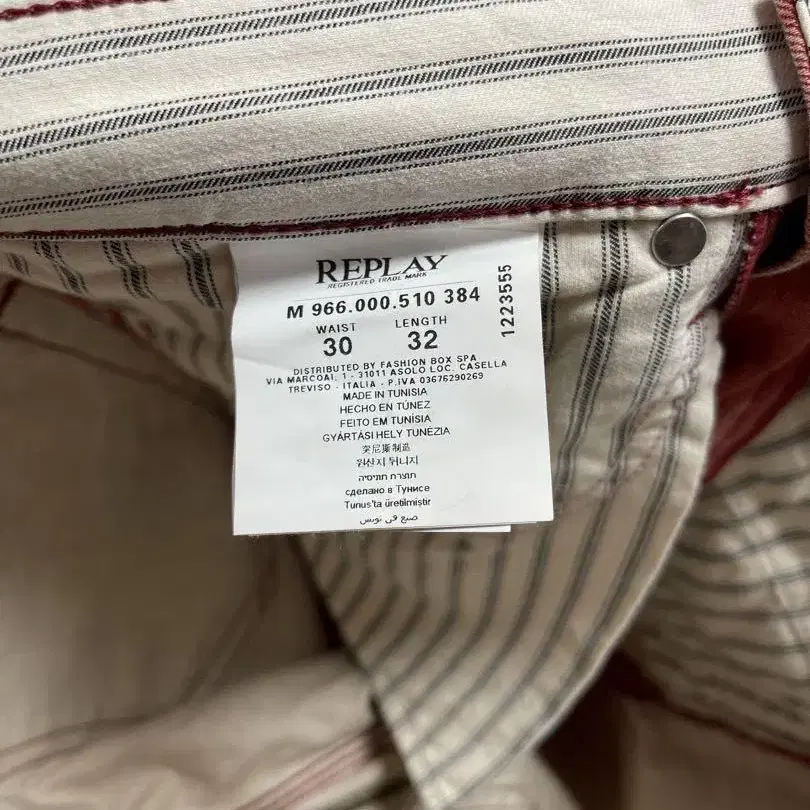 REPLAY
REGISTERED TRADE MARK
M 966.000.510 384
WAIST LENGTH
30 32
1223555
DISTRIBUTED BY FASHION BOX SPA
VIA MARCOAI, 1 - 31011 ASOLO LOC. CASELLA
TREVISO - ITALIA - P.IVA 03676290269
MADE IN TUNISIA
HECHO EN TÚNEZ
FEITO EM TUNÍSIA
GYÁRTÁSI HELY TUNÉZIA
突尼斯制造
원산지 튀니지
תוצרת תוניסיה
сделано в Тунисе
Tunus'ta üretilmiştir
صنع في تونس